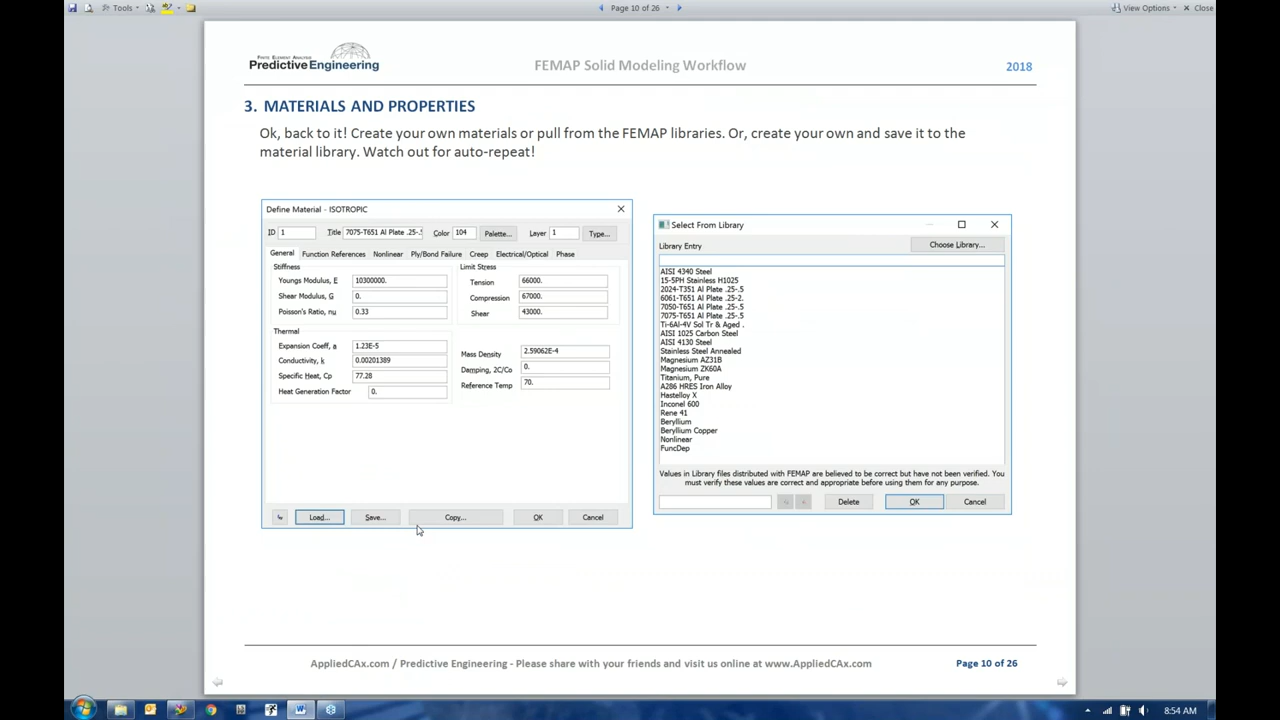 Tools
Page 10 of 26
View Options
Close
FINITE ELEMENT ANALYSIS
Predictive Engineering
FEMAP Solid Modeling Workflow
2018
3. MATERIALS AND PROPERTIES
Ok, back to it! Create your own materials or pull from the FEMAP libraries. Or, create your own and save it to the
material library. Watch out for auto-repeat!
Define Material - ISOTROPIC
ID 1 Title 7075-T651 Al Plate .25-.5 Color 104 Palette... Layer 1 Type...
General Function References Nonlinear Ply/Bond Failure Creep Electrical/Optical Phase
Stiffness
Youngs Modulus, E 10300000.
Shear Modulus, G 0.
Poisson's Ratio, nu 0.33
Limit Stress
Tension 66000.
Compression 67000.
Shear 43000.
Thermal
Expansion Coeff, a 1.23E-5
Conductivity, k 0.00201389
Specific Heat, Cp 77.28
Heat Generation Factor 0.
Mass Density 2.59062E-4
Damping, 2C/Co 0.
Reference Temp 70.
Load... Save... Copy... OK Cancel
Select From Library
Library Entry
Choose Library...
AISI 4340 Steel
15-5PH Stainless H1025
2024-T351 Al Plate .25-.5
6061-T651 Al Plate .25-2.
7050-T651 Al Plate .25-.5
7075-T651 Al Plate .25-.5
Ti-6Al-4V Sol Tr & Aged .
AISI 1025 Carbon Steel
AISI 4130 Steel
Stainless Steel Annealed
Magnesium AZ31B
Magnesium ZK60A
Titanium, Pure
A286 HRES Iron Alloy
Hastelloy X
Inconel 600
Rene 41
Beryllium
Beryllium Copper
Nonlinear
FuncDep
Values in Library files distributed with FEMAP are believed to be correct but have not been verified. You
must verify these values are correct and appropriate before using them for any purpose.
Delete OK Cancel
AppliedCAx.com / Predictive Engineering - Please share with your friends and visit us online at www.AppliedCAx.com
Page 10 of 26
8:54 AM